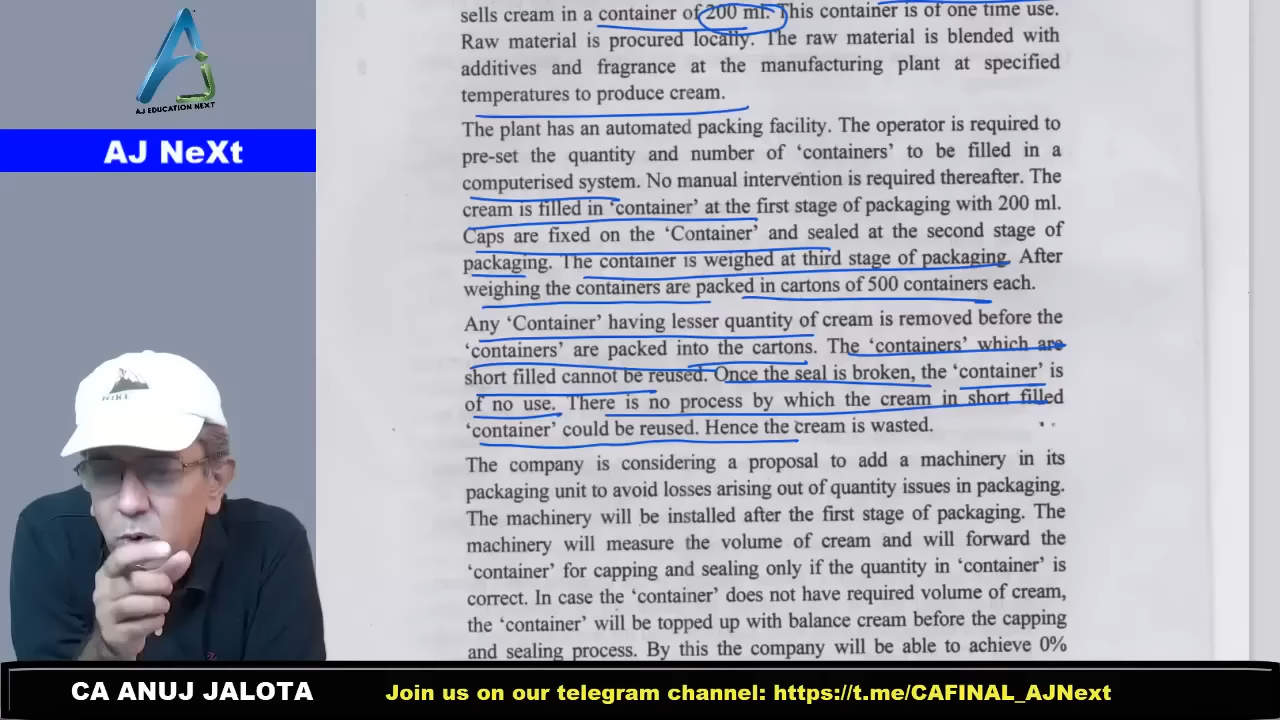 AJ EDUCATION NEXT
AJ NeXt
sells cream in a container of 200 ml. This container is of one time use.
Raw material is procured locally. The raw material is blended with
additives and fragrance at the manufacturing plant at specified
temperatures to produce cream.
The plant has an automated packing facility. The operator is required to
pre-set the quantity and number of ‘containers’ to be filled in a
computerised system. No manual intervention is required thereafter. The
cream is filled in ‘container’ at the first stage of packaging with 200 ml.
Caps are fixed on the ‘Container’ and sealed at the second stage of
packaging. The container is weighed at third stage of packaging. After
weighing the containers are packed in cartons of 500 containers each.
Any ‘Container’ having lesser quantity of cream is removed before the
‘containers’ are packed into the cartons. The ‘containers’ which are
short filled cannot be reused. Once the seal is broken, the ‘container’ is
of no use. There is no process by which the cream in short filled
‘container’ could be reused. Hence the cream is wasted.
The company is considering a proposal to add a machinery in its
packaging unit to avoid losses arising out of quantity issues in packaging.
The machinery will be installed after the first stage of packaging. The
machinery will measure the volume of cream and will forward the
‘container’ for capping and sealing only if the quantity in ‘container’ is
correct. In case the ‘container’ does not have required volume of cream,
the ‘container’ will be topped up with balance cream before the capping
and sealing process. By this the company will be able to achieve 0%
CA ANUJ JALOTA
Join us on our telegram channel: https://t.me/CAFINAL_AJNext